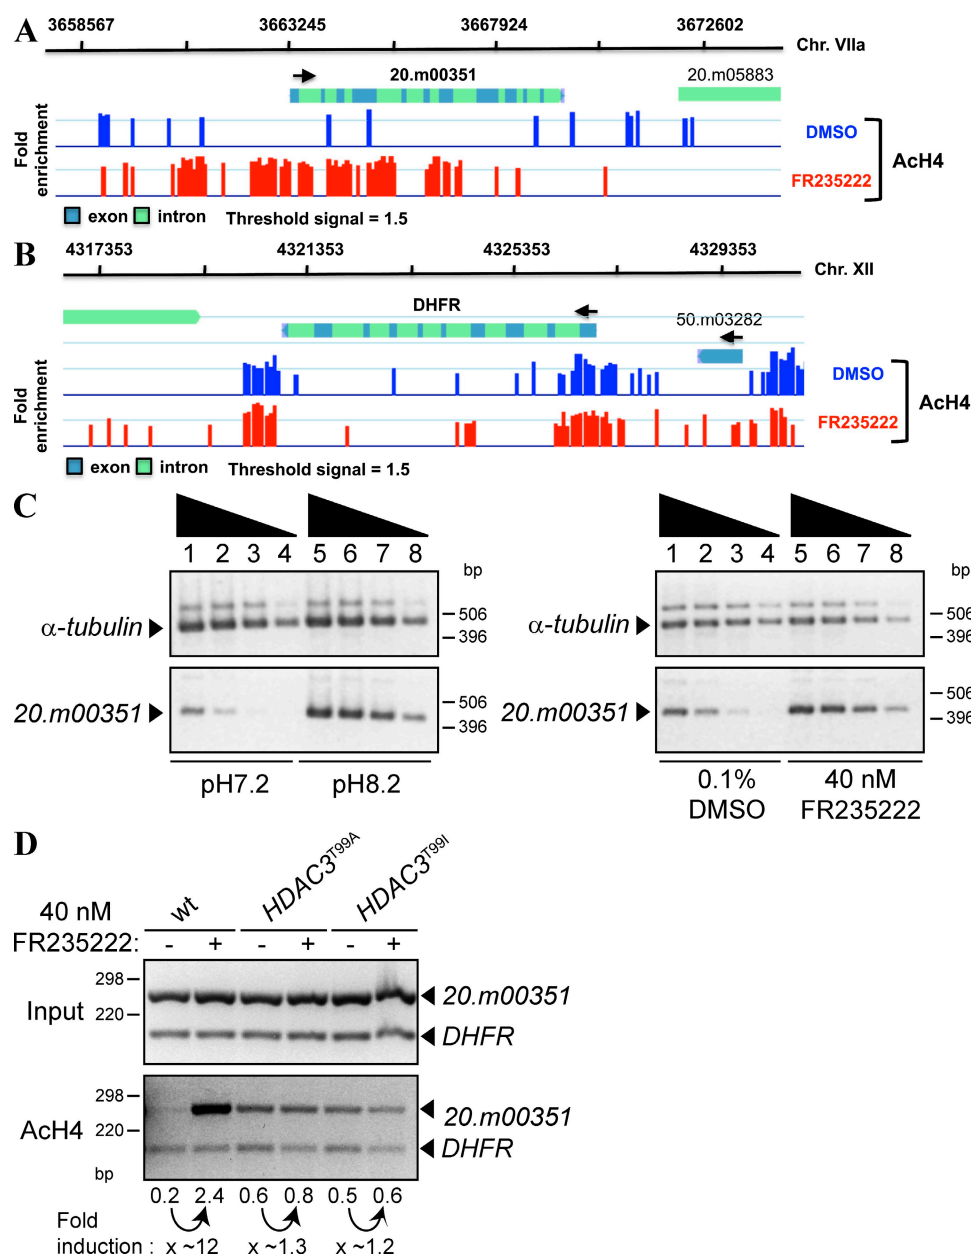 A
3658567 3663245 3667924 3672602
Chr. VIIa
20.m00351 20.m05883
Fold enrichment
DMSO
FR235222
AcH4
exon intron Threshold signal = 1.5
B
4317353 4321353 4325353 4329353
Chr. XII
DHFR
50.m03282
Fold enrichment
DMSO
FR235222
AcH4
exon intron Threshold signal = 1.5
C
1 2 3 4 5 6 7 8
bp
α-tubulin
506
396
20.m00351
506
396
pH7.2 pH8.2
1 2 3 4 5 6 7 8
bp
α-tubulin
506
396
20.m00351
506
396
0.1% DMSO
40 nM FR235222
D
40 nM
FR235222:
wt HDAC3T99A HDAC3T99I
- + - + - +
Input
298
220
20.m00351
DHFR
AcH4
298
220
bp
20.m00351
DHFR
0.2 2.4 0.6 0.8 0.5 0.6
Fold
induction : x ~12 x ~1.3 x ~1.2